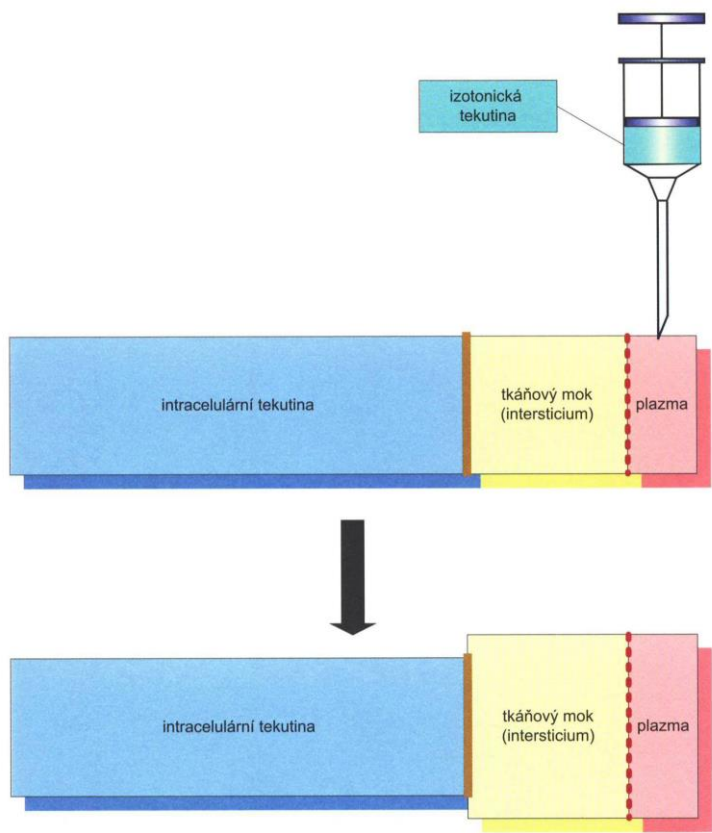 izotonická
tekutina
intracelulární tekutina
tkáňový mok
(intersticium)
plazma
intracelulární tekutina
tkáňový mok
(intersticium)
plazma